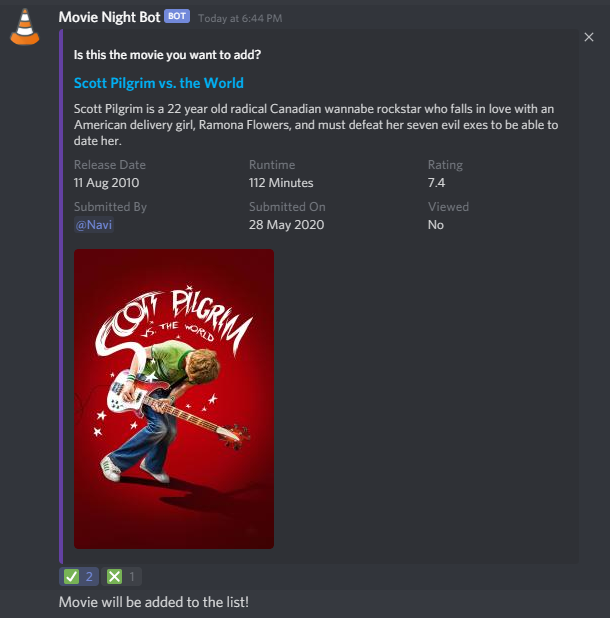 Movie Night Bot BOT Today at 6:44 PM
Is this the movie you want to add?
Scott Pilgrim vs. the World
Scott Pilgrim is a 22 year old radical Canadian wannabe rockstar who falls in love with an
American delivery girl, Ramona Flowers, and must defeat her seven evil exes to be able to
date her.
Release Date Runtime Rating
11 Aug 2010 112 Minutes 7.4
Submitted By Submitted On Viewed
@Navi 28 May 2020 No
SCOTT PILGRIM
VS. THE WORLD
2 1
Movie will be added to the list!